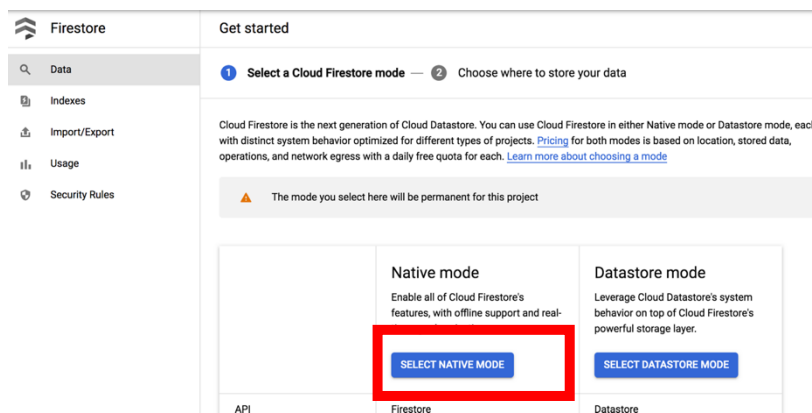 Firestore
Get started
Data
1 Select a Cloud Firestore mode — 2 Choose where to store your data
Indexes
Import/Export
Usage
Security Rules
Cloud Firestore is the next generation of Cloud Datastore. You can use Cloud Firestore in either Native mode or Datastore mode, each
with distinct system behavior optimized for different types of projects. Pricing for both modes is based on location, stored data,
operations, and network egress with a daily free quota for each. Learn more about choosing a mode
The mode you select here will be permanent for this project
Native mode
Enable all of Cloud Firestore's
features, with offline support and real-
SELECT NATIVE MODE
Datastore mode
Leverage Cloud Datastore's system
behavior on top of Cloud Firestore's
powerful storage layer.
SELECT DATASTORE MODE
API
Firestore
Datastore